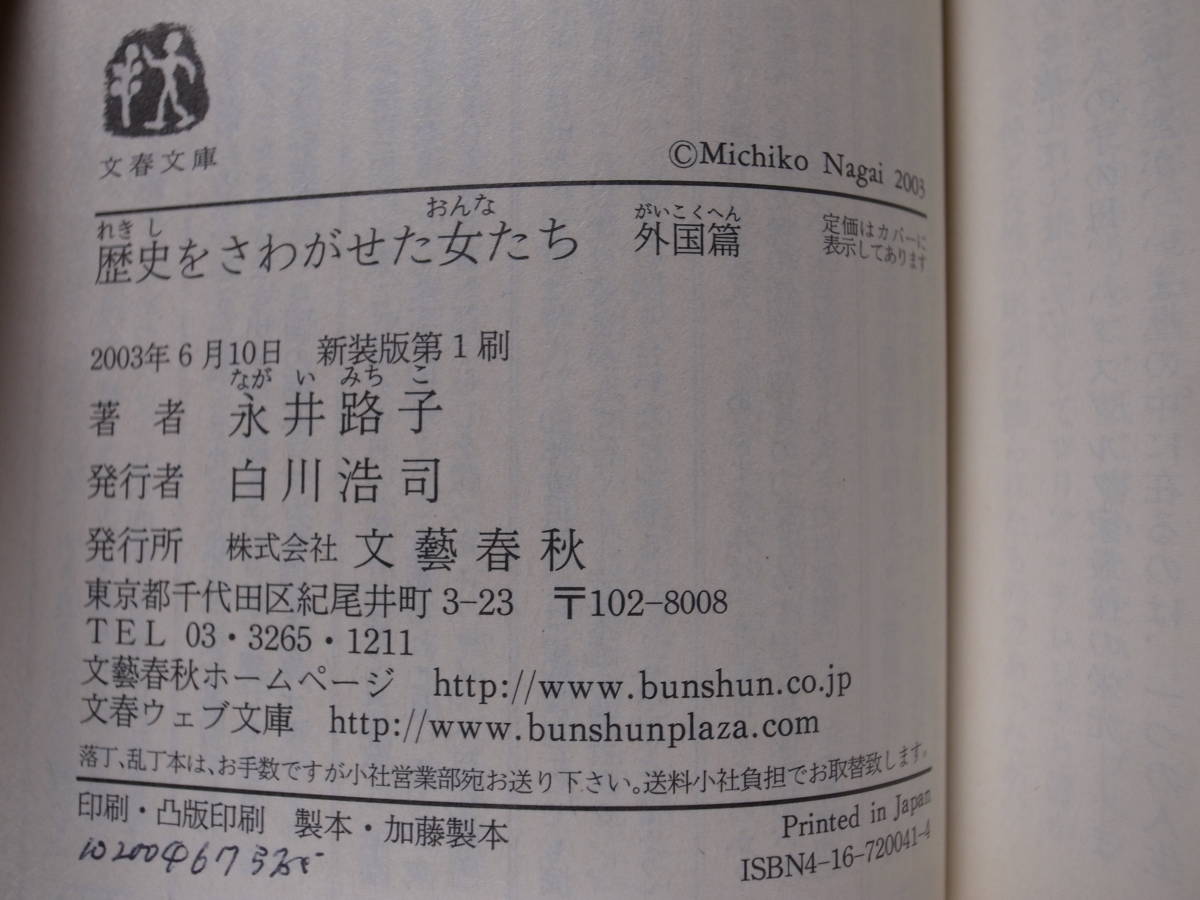 文春文庫
©Michiko Nagai 2003
れきし おんな がいこくへん
歴史をさわがせた女たち 外国篇
定価はカバーに
表示してあります
2003年6月10日 新装版第1刷
ながいみちこ
著者 永井路子
発行者 白川浩司
発行所 株式会社 文藝春秋
東京都千代田区紀尾井町3-23 〒102-8008
TEL 03・3265・1211
文藝春秋ホームページ http://www.bunshun.co.jp
文春ウェブ文庫 http://www.bunshunplaza.com
落丁、乱丁本は、お手数ですが小社営業部宛お送り下さい。送料小社負担でお取替致します。
印刷・凸版印刷 製本・加藤製本
Printed in Japan
ISBN4-16-720041-4